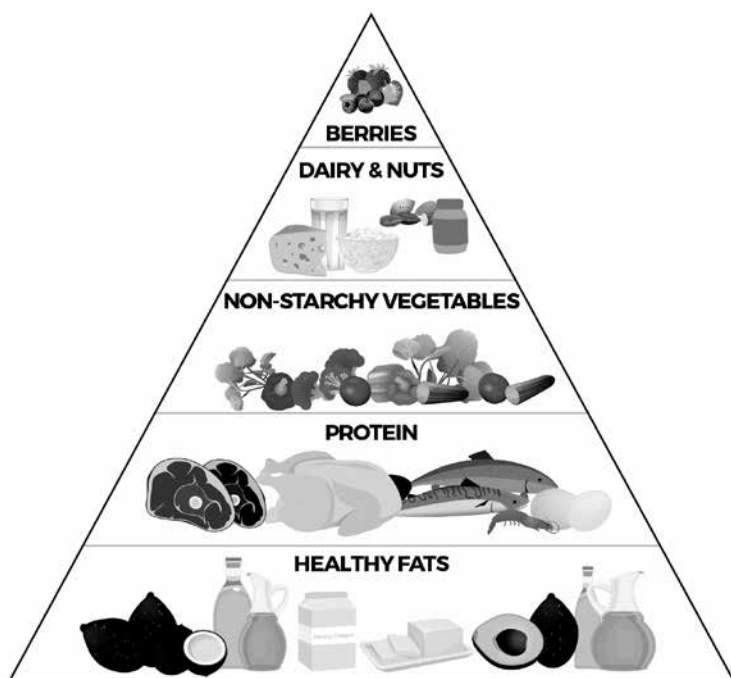 BERRIES
DAIRY & NUTS
NON-STARCHY VEGETABLES
PROTEIN
HEALTHY FATS